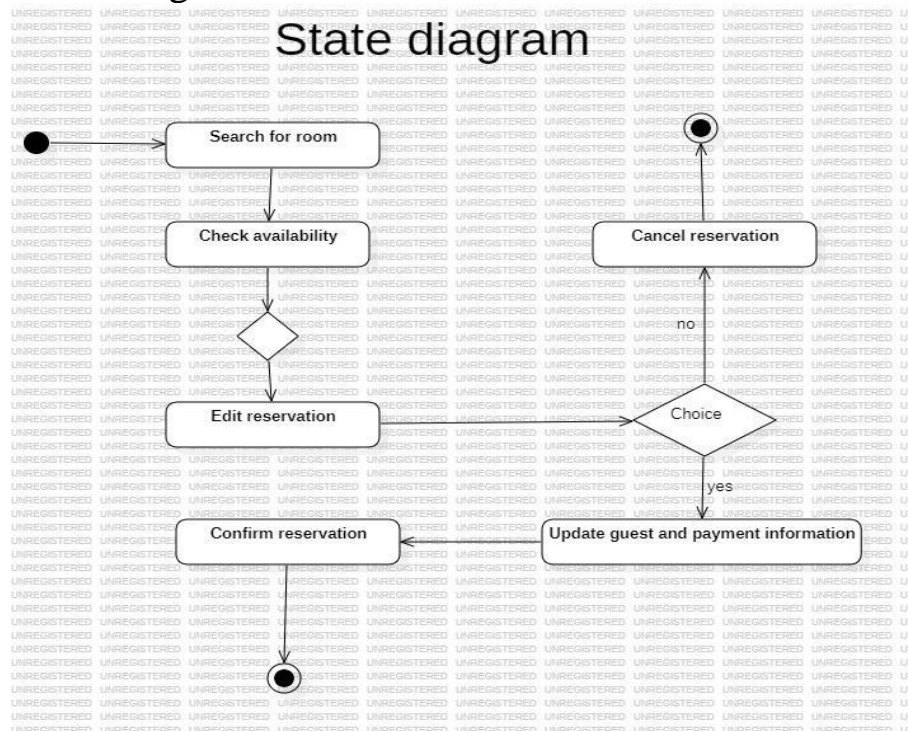 State diagram
Search for room
Check availability
Cancel reservation
no
Edit reservation
Choice
yes
Confirm reservation
Update guest and payment information